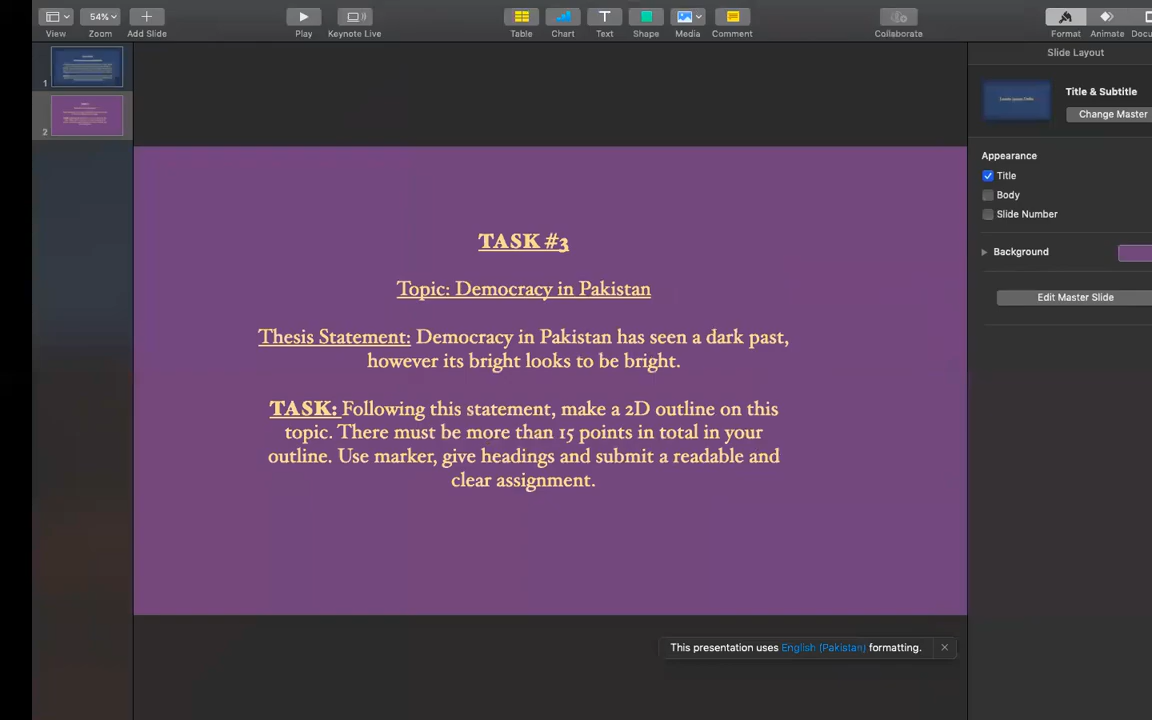 View
54%
Zoom
Add Slide
Play
Keynote Live
Table
Chart
Text
Shape
Media
Comment
Collaborate
Format
Animate
Docu
1
2
TASK #3
Topic: Democracy in Pakistan
Thesis Statement: Democracy in Pakistan has seen a dark past,
however its bright looks to be bright.
TASK: Following this statement, make a 2D outline on this
topic. There must be more than 15 points in total in your
outline. Use marker, give headings and submit a readable and
clear assignment.
This presentation uses English (Pakistan) formatting.
Slide Layout
Title & Subtitle
Change Master
Appearance
Title
Body
Slide Number
Background
Edit Master Slide